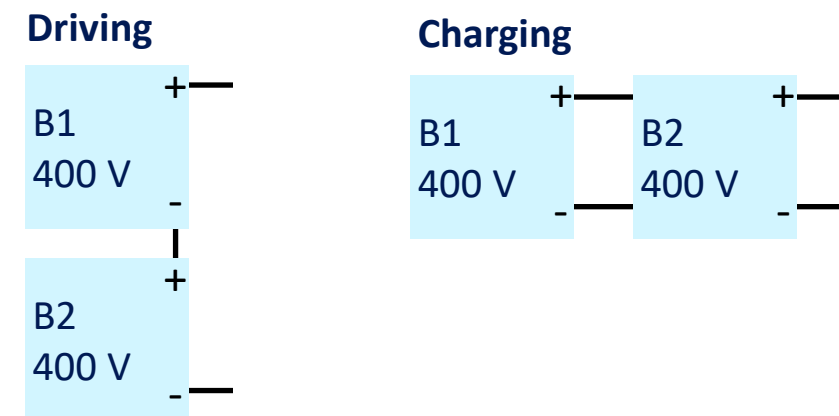 Driving
+
B1
400 V
-
+
B2
400 V
-
Charging
+
B1
400 V
-
+
B2
400 V
-